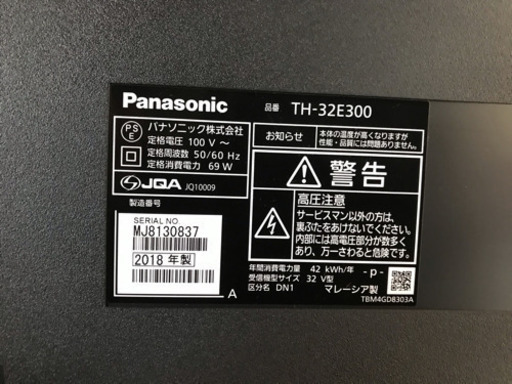 Panasonic
品番 TH-32E300
PS
E
パナソニック株式会社
定格電圧 100 V ～
定格周波数 50/60 Hz
定格消費電力 69 W
JQA JQ10009
製造番号
SERIAL NO.
MJ8130837
2018 年製
A
お知らせ
本体の温度が高くなりますが
性能・品質には問題ありません。
警告
高圧注意
サービスマン以外の方は、
裏ぶたをあけないでください。
内部には高電圧部分が数多く
あり、万一さわると危険です。
年間消費電力量 42 kWh/年
受信機型サイズ 32 V型
区分名 DN1
-p-
マレーシア製
TBM4GD8303A